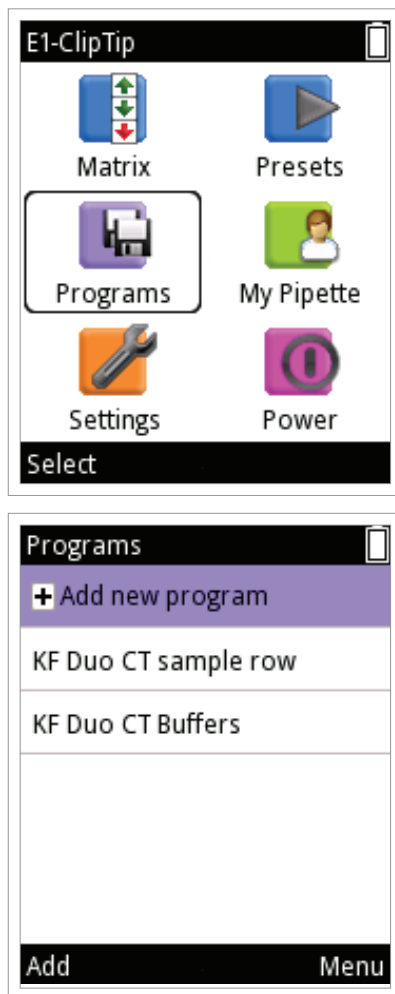 E1-ClipTip
Matrix Presets
Programs My Pipette
Settings Power
Select
Programs
Add new program
KF Duo CT sample row
KF Duo CT Buffers
Add Menu